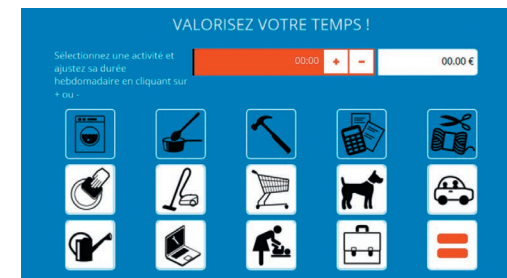 VALORISEZ VOTRE TEMPS !
Sélectionnez une activité et
ajustez sa durée
hebdomadaire en cliquant sur
+ ou -
00:00 + - 00.00 €